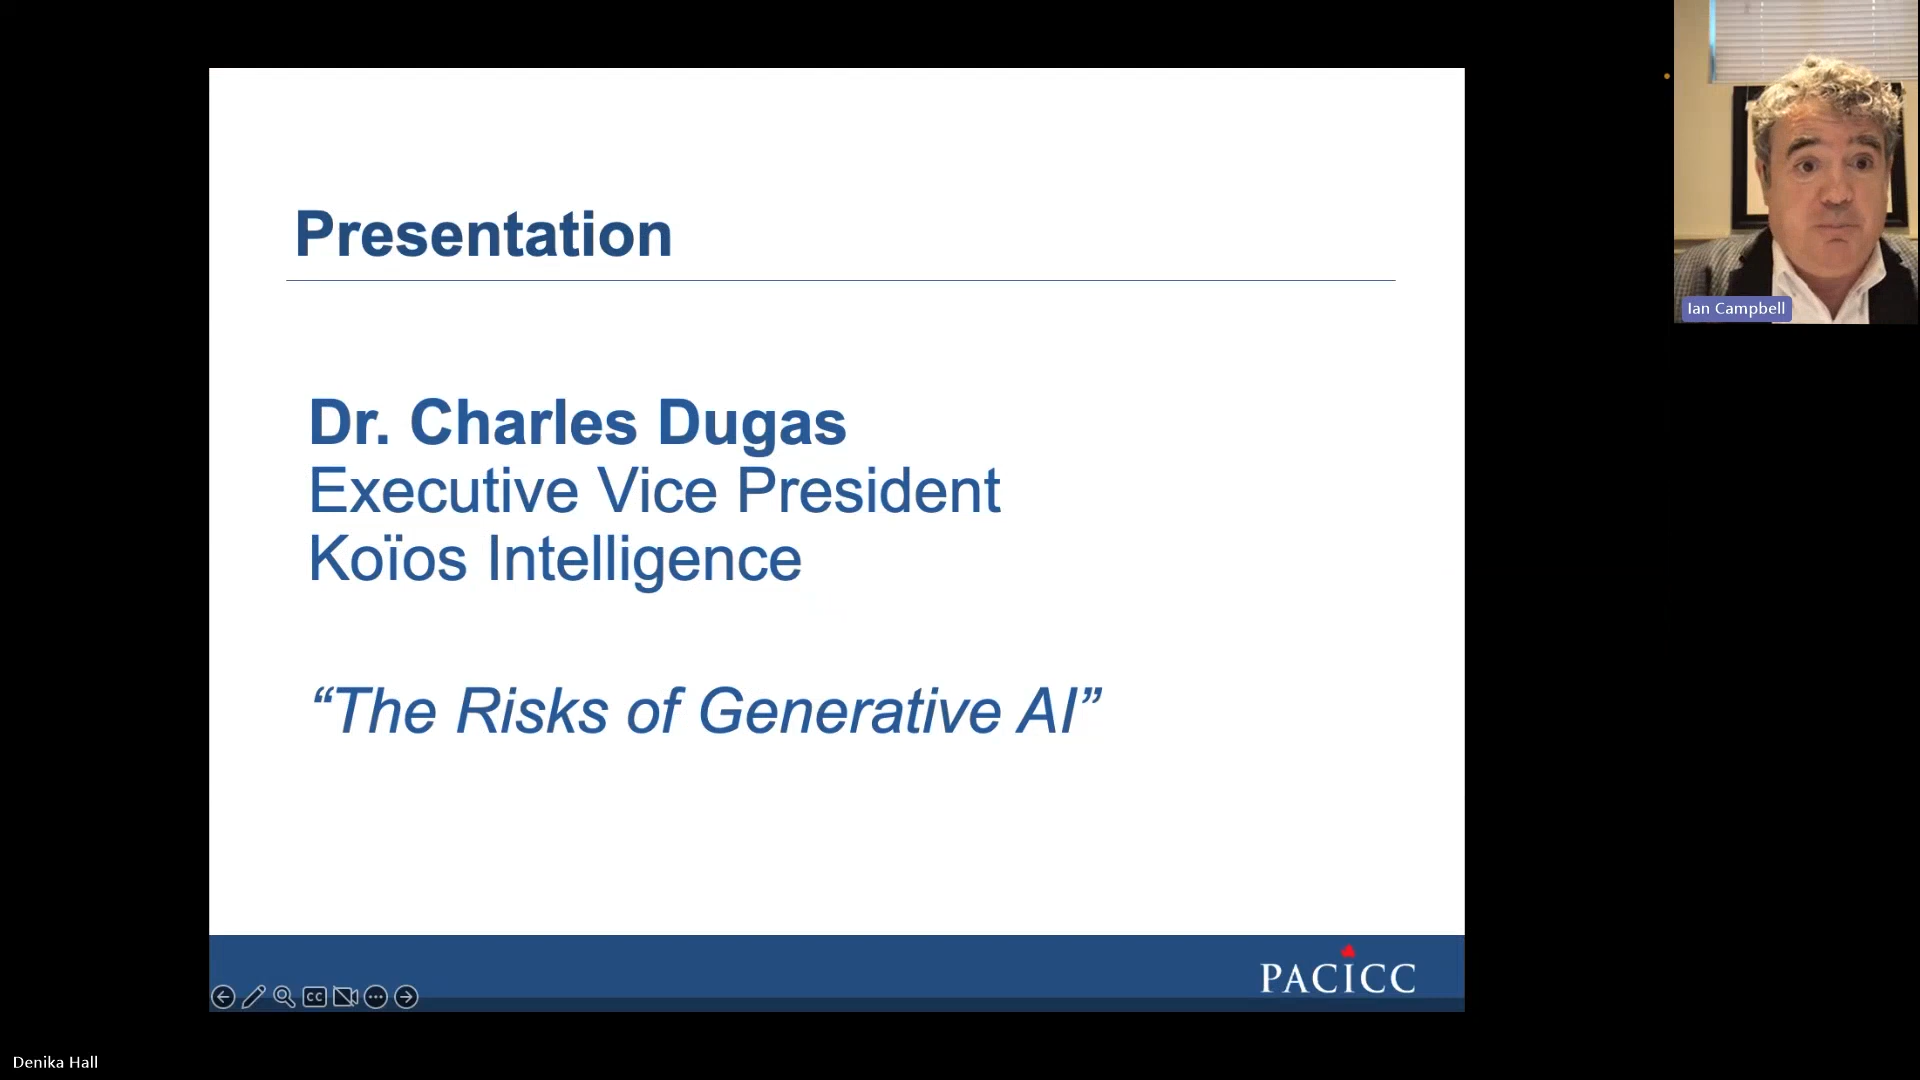 Presentation
Dr. Charles Dugas
Executive Vice President
Koïos Intelligence
“The Risks of Generative AI”
PACICC
CC
Ian Campbell
Denika Hall